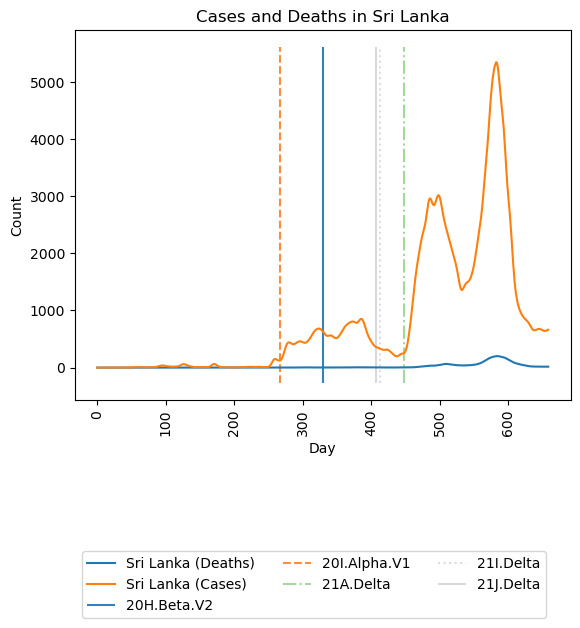 Cases and Deaths in Sri Lanka
5000
4000
3000
2000
1000
0
Count
0 100 200 300 400 500 600
Day
Sri Lanka (Deaths) 20I.Alpha.V1 21I.Delta
Sri Lanka (Cases) 21A.Delta 21J.Delta
20H.Beta.V2